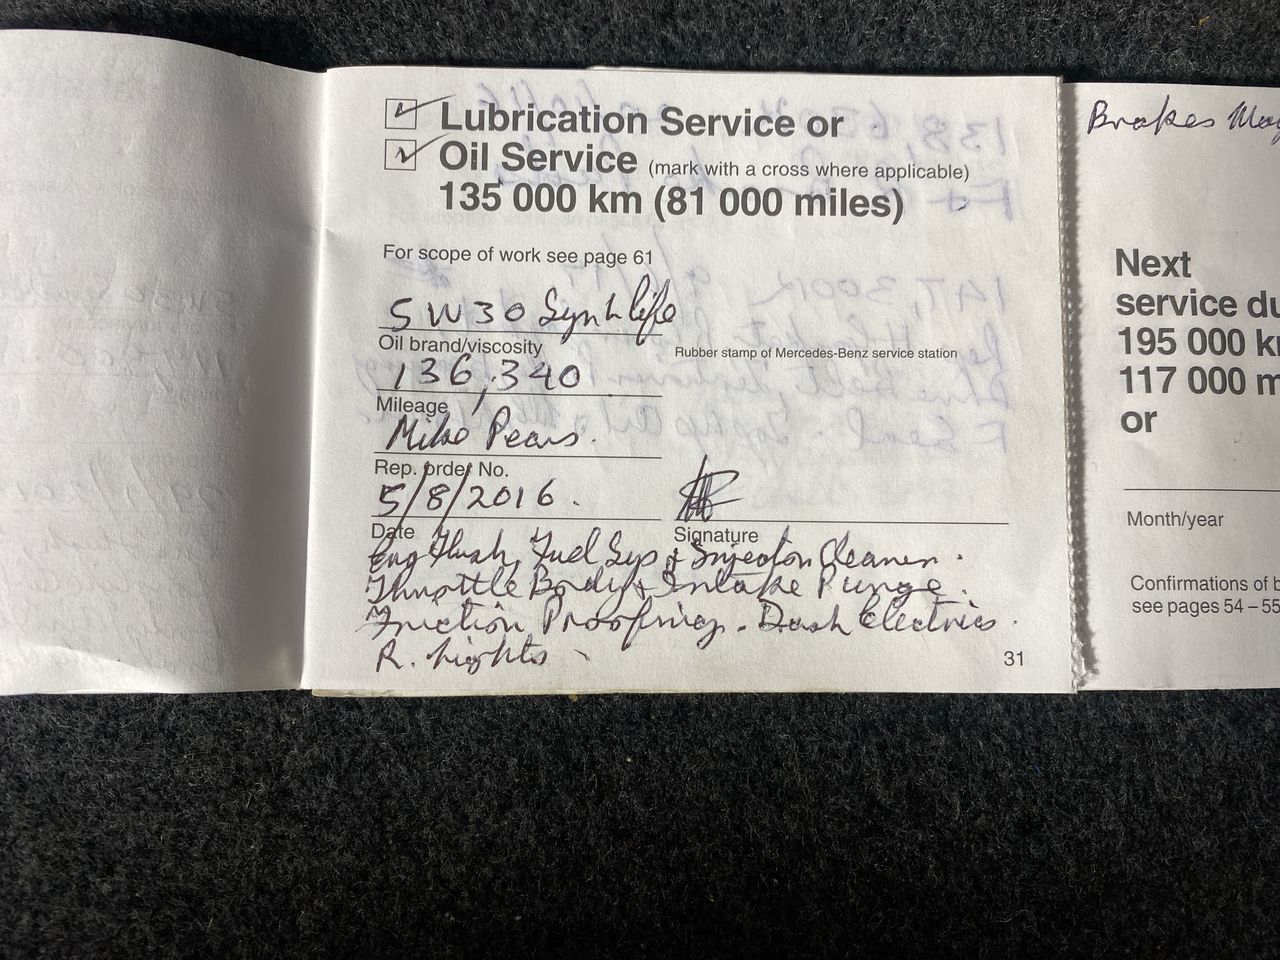 Lubrication Service or
Oil Service (mark with a cross where applicable)
135 000 km (81 000 miles)
For scope of work see page 61
5W30 Synth life
Oil brand/viscosity
Rubber stamp of Mercedes-Benz service station
136,340
Mileage
Mike Pears.
Rep. order No.
5/8/2016.
Date
Signature
Eng Flush, Fuel Sys + Injector Cleaner.
Throttle Body + Intake Purge.
Friction Proofing. Dash Electrics.
R. Lights
31
Brakes
Next
service du
195 000 k
117 000 m
or
Month/year
Confirmations of b
see pages 54 – 55